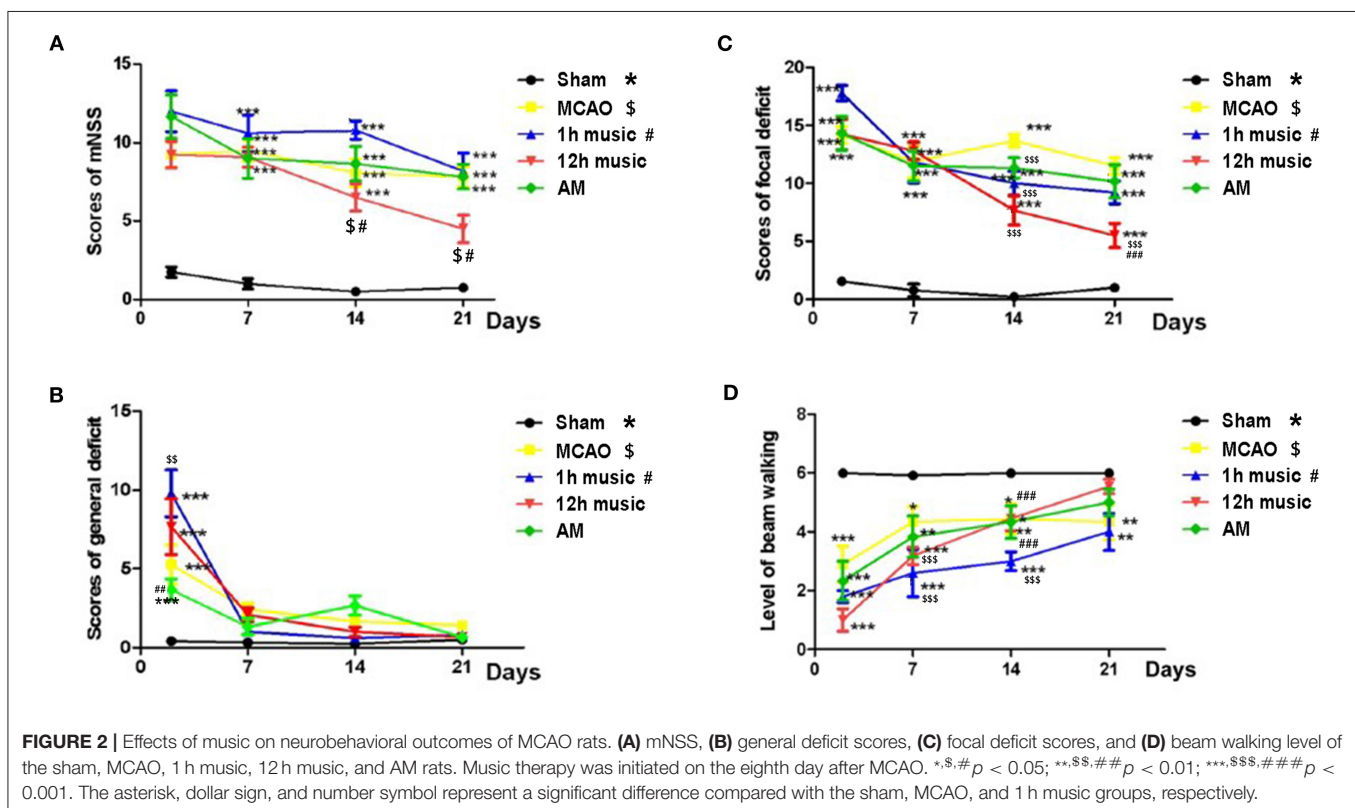 A
Scores of mNSS
15
10
5
0
0 7 14 21 Days
***
***
***
***
***
***
***
$#
***
***
***
$#
Sham *
MCAO $
1h music #
12h music
AM
C
Scores of focal deficit
20
15
10
5
0
0 7 14 21 Days
***
***
***
***
***
***
***
***
***
$$$
*** ***
$$$
***
$$$
***
***
***
***
$$$
###
Sham *
MCAO $
1h music #
12h music
AM
B
Scores of general deficit
15
10
5
0
0 7 14 21 Days
$$
***
***
***
##
***
Sham *
MCAO $
1h music #
12h music
AM
D
Level of beam walking
8
6
4
2
0
0 7 14 21 Days
***
***
***
***
*
**
***
$$$
***
$$$
* ###
*
**
###
***
$$$
**
**
Sham *
MCAO $
1h music #
12h music
AM
FIGURE 2 | Effects of music on neurobehavioral outcomes of MCAO rats. (A) mNSS, (B) general deficit scores, (C) focal deficit scores, and (D) beam walking level of
the sham, MCAO, 1 h music, 12 h music, and AM rats. Music therapy was initiated on the eighth day after MCAO. *,$,#p < 0.05; **,$$,##p < 0.01; ***,$$$,###p <
0.001. The asterisk, dollar sign, and number symbol represent a significant difference compared with the sham, MCAO, and 1 h music groups, respectively.